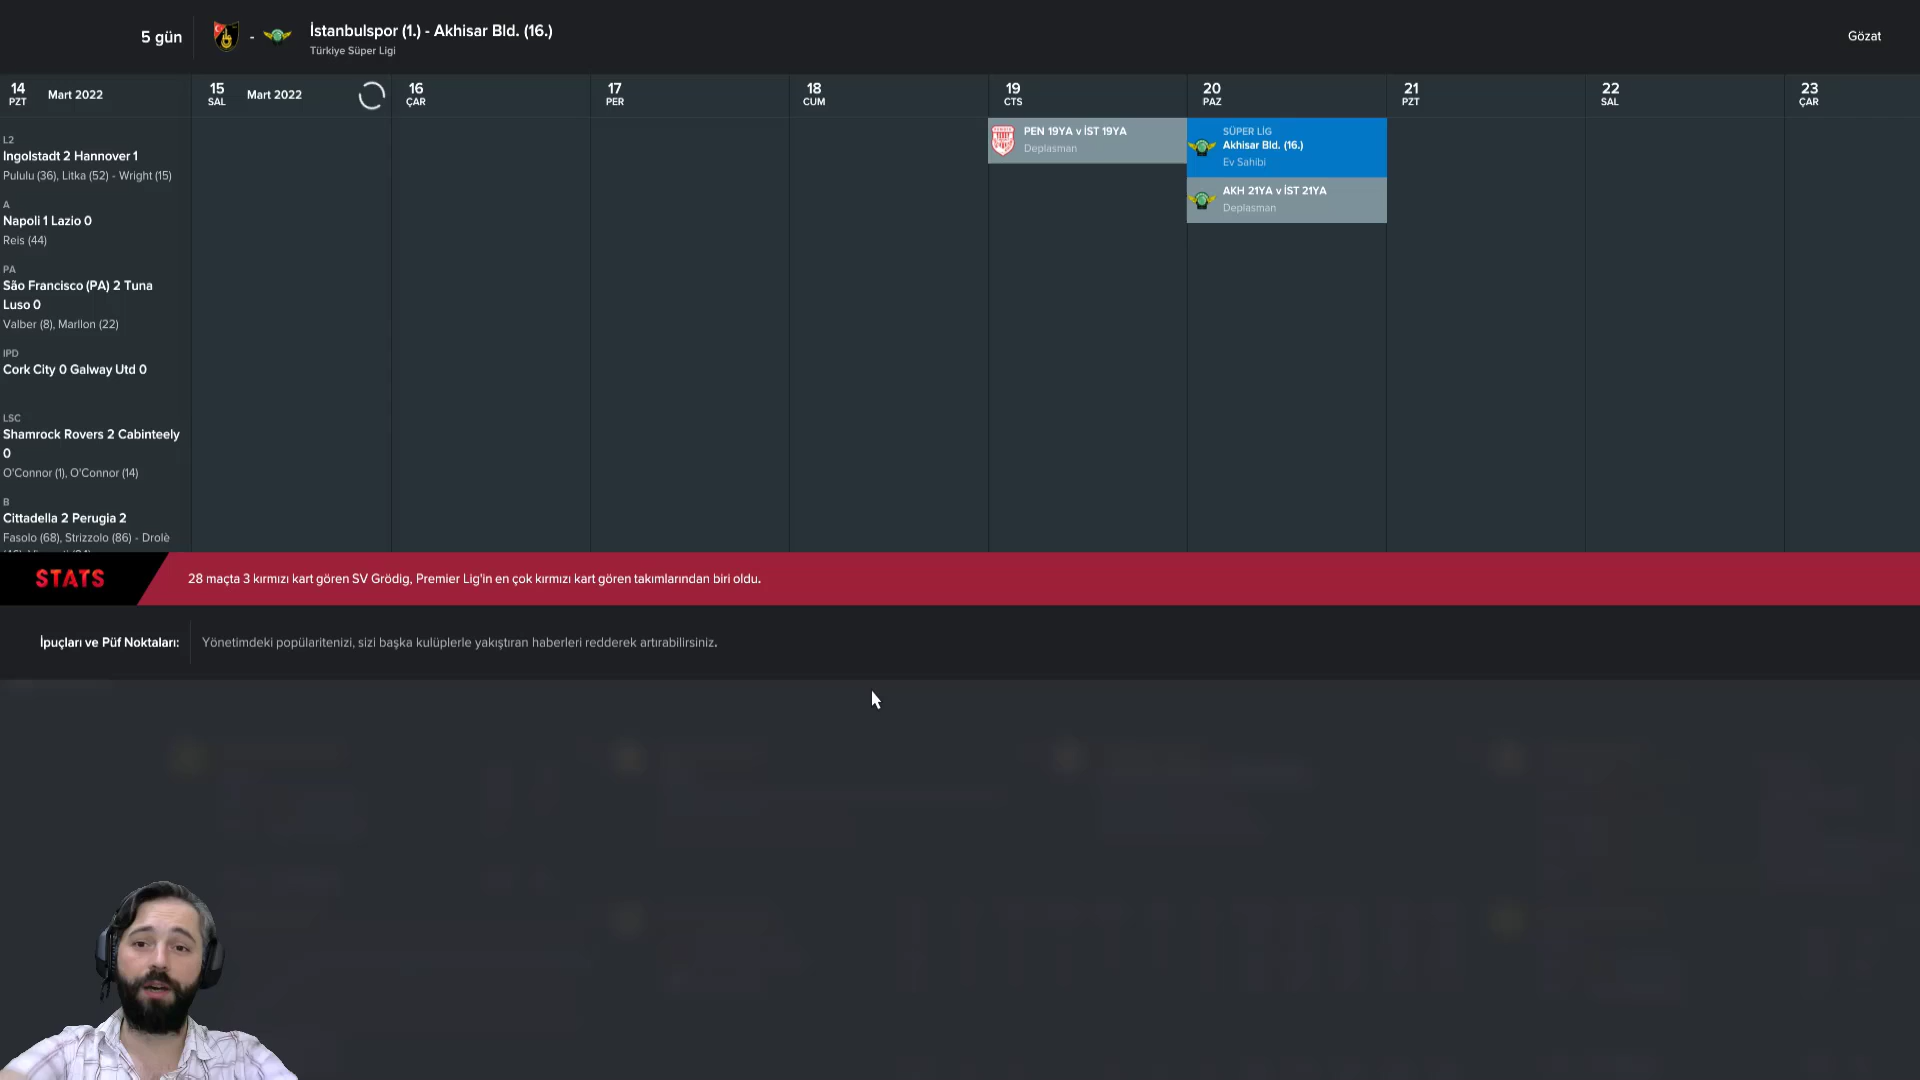 5 gün
-
İstanbulspor (1.) - Akhisar Bld. (16.)
Türkiye Süper Ligi
Gözat
14
PZT
Mart 2022
15
SAL
Mart 2022
16
ÇAR
17
PER
18
CUM
19
CTS
20
PAZ
21
PZT
22
SAL
23
ÇAR
L2
Ingolstadt 2 Hannover 1
Pululu (36), Litka (52) - Wright (15)
A
Napoli 1 Lazio 0
Reis (44)
PA
São Francisco (PA) 2 Tuna
Luso 0
Valber (8), Marllon (22)
IPD
Cork City 0 Galway Utd 0
LSC
Shamrock Rovers 2 Cabinteely
0
O'Connor (1), O'Connor (14)
B
Cittadella 2 Perugia 2
Fasolo (68), Strizzolo (86) - Drolè
PEN 19YA v İST 19YA
Deplasman
SÜPER LİG
Akhisar Bld. (16.)
Ev Sahibi
AKH 21YA v İST 21YA
Deplasman
STATS
28 maçta 3 kırmızı kart gören SV Grödig, Premier Lig'in en çok kırmızı kart gören takımlarından biri oldu.
İpuçları ve Püf Noktaları:
Yönetimdeki popülaritenizi, sizi başka kulüplerle yakıştıran haberleri redderek artırabilirsiniz.